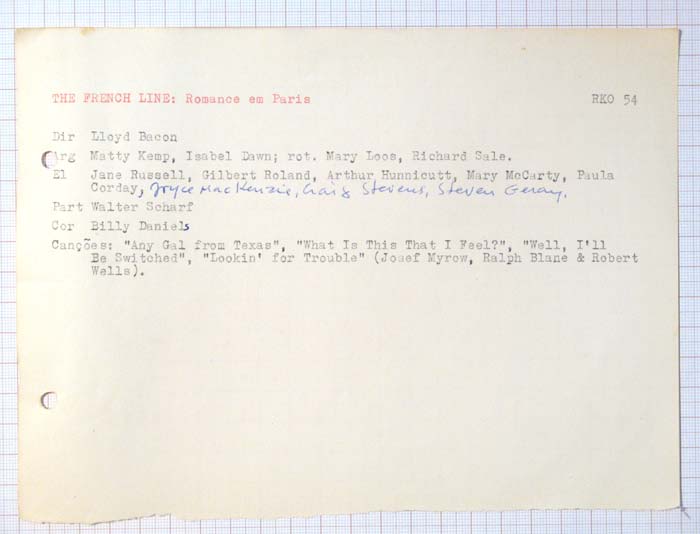 THE FRENCH LINE: Romance em Paris RKO 54
Dir Lloyd Bacon
Arg Matty Kemp, Isabel Dawn; rot. Mary Loos, Richard Sale.
El Jane Russell, Gilbert Roland, Arthur Hunnicutt, Mary McCarty, Paula
Corday, Joyce MacKenzie, Craig Stevens, Steven Geray.
Part Walter Scharf
Cor Billy Daniels
Canções: "Any Gal from Texas", "What Is This That I Feel?", "Well, I'll
Be Switched", "Lookin' for Trouble" (Josef Myrow, Ralph Blane & Robert
Wells).